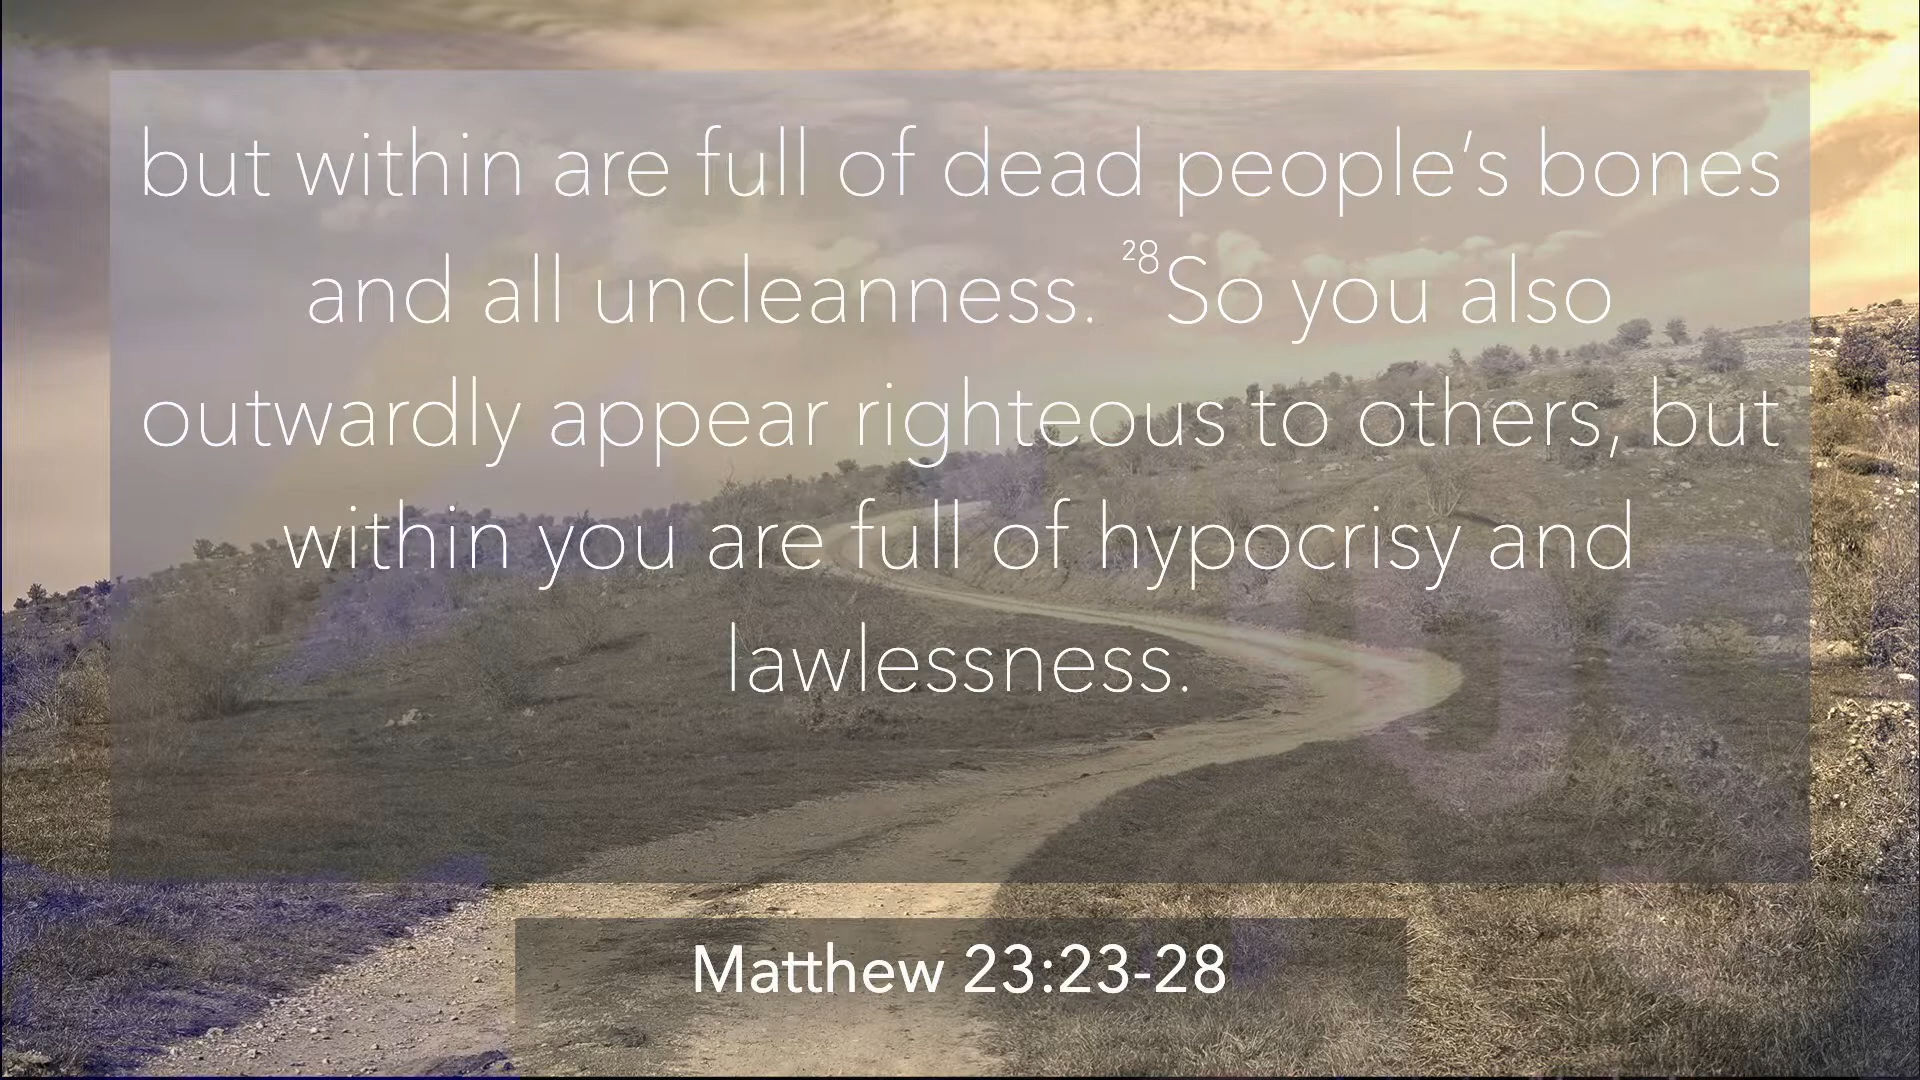 but within are full of dead people’s bones
and all uncleanness. ²⁸So you also
outwardly appear righteous to others, but
within you are full of hypocrisy and
lawlessness.
Matthew 23:23-28